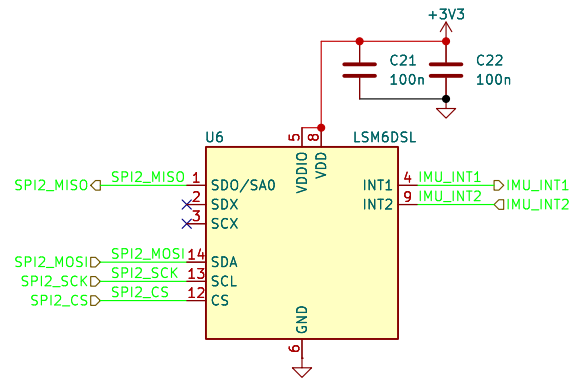 +3V3
C21
100n
C22
100n
U6
LSM6DSL
5
8
VDDIO
VDD
SPI2_MISO
SPI2_MISO
1
SDO/SA0
INT1
4
IMU_INT1
IMU_INT1
2
SDX
INT2
9
IMU_INT2
IMU_INT2
3
SCX
SPI2_MOSI
SPI2_MOSI
14
SDA
SPI2_SCK
SPI2_SCK
13
SCL
SPI2_CS
SPI2_CS
12
CS
GND
6